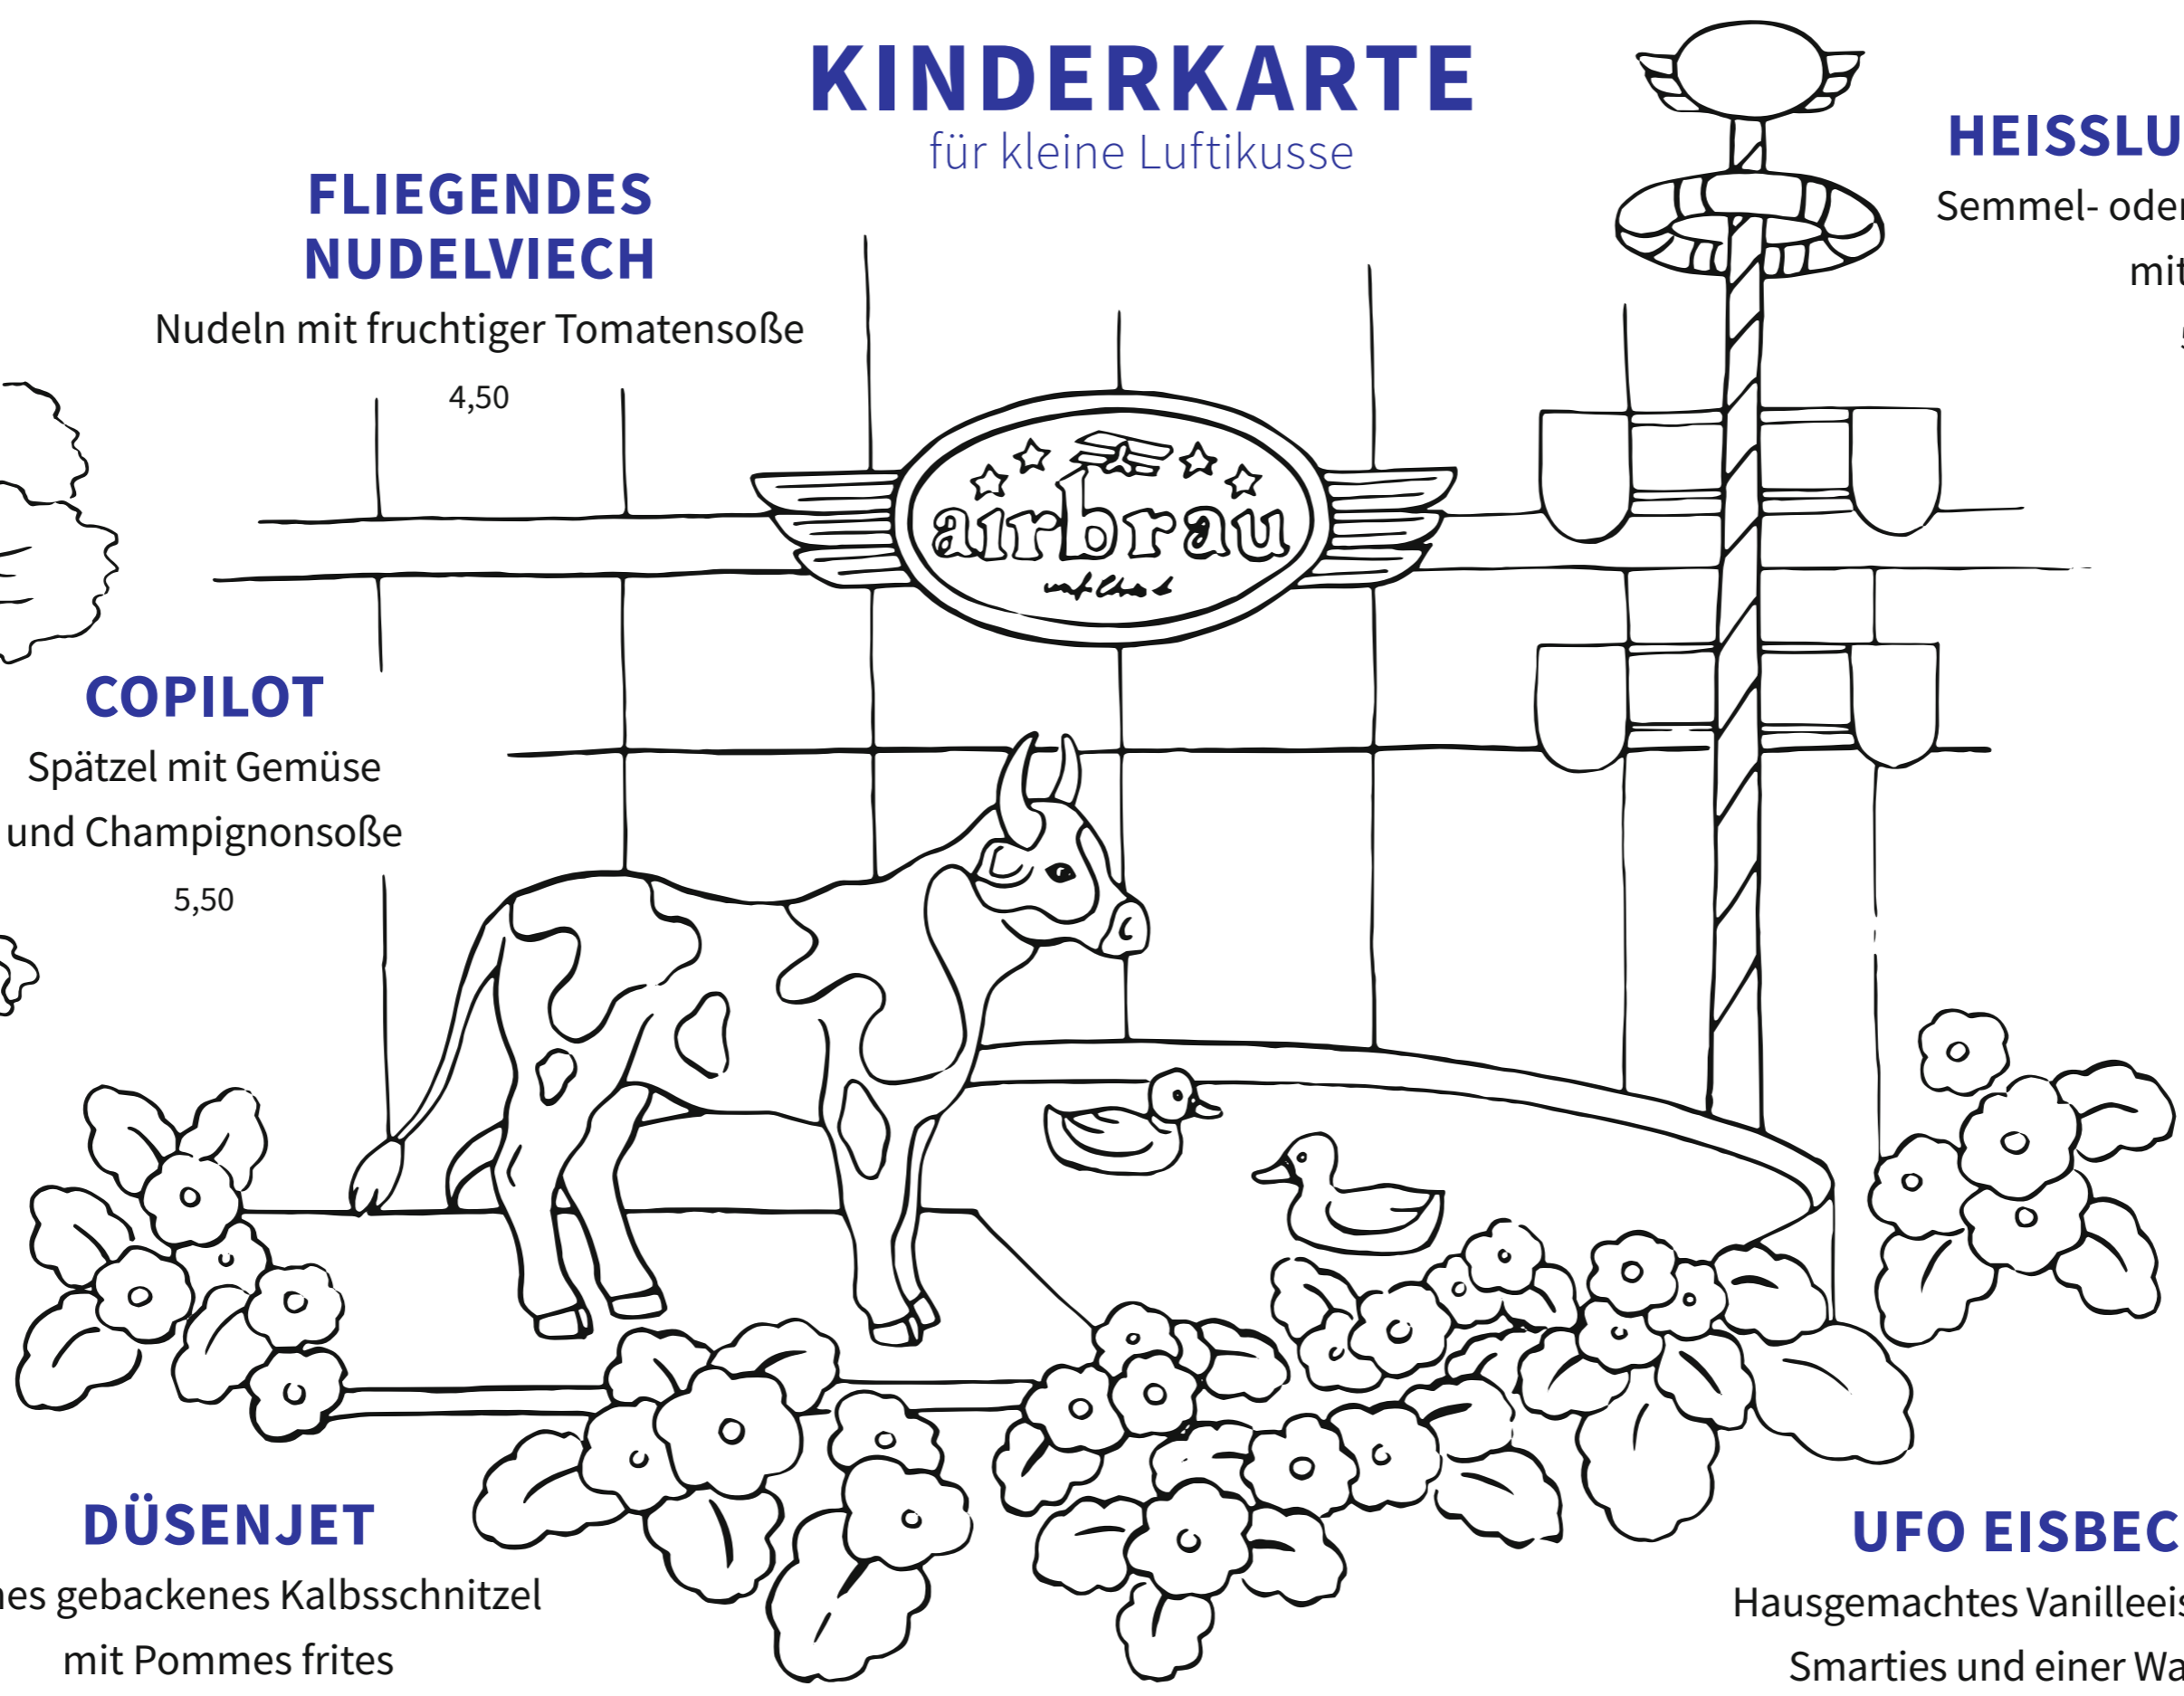 KINDERKARTE
für kleine Luftikusse
FLIEGENDES
NUDELVIECH
Nudeln mit fruchtiger Tomatensoße
4,50
HEISSLU
Semmel- oder
mit
airbräu
COPILOT
Spätzel mit Gemüse
und Champignonsoße
5,50
DÜSENJET
nes gebackenes Kalbsschnitzel
mit Pommes frites
UFO EISBEC
Hausgemachtes Vanilleeis
Smarties und einer Wa